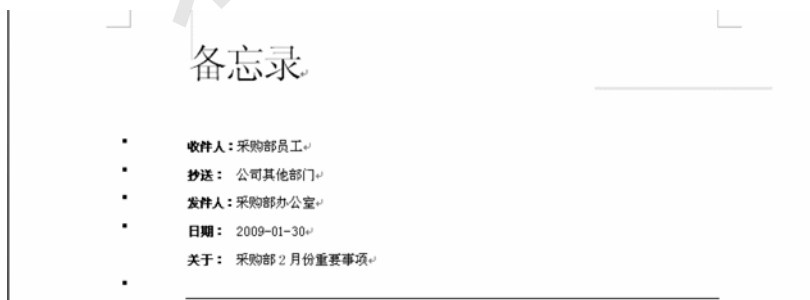 备忘录
收件人：采购部员工
抄送： 公司其他部门
发件人：采购部办公室
日期： 2009-01-30
关于： 采购部 2 月份重要事项